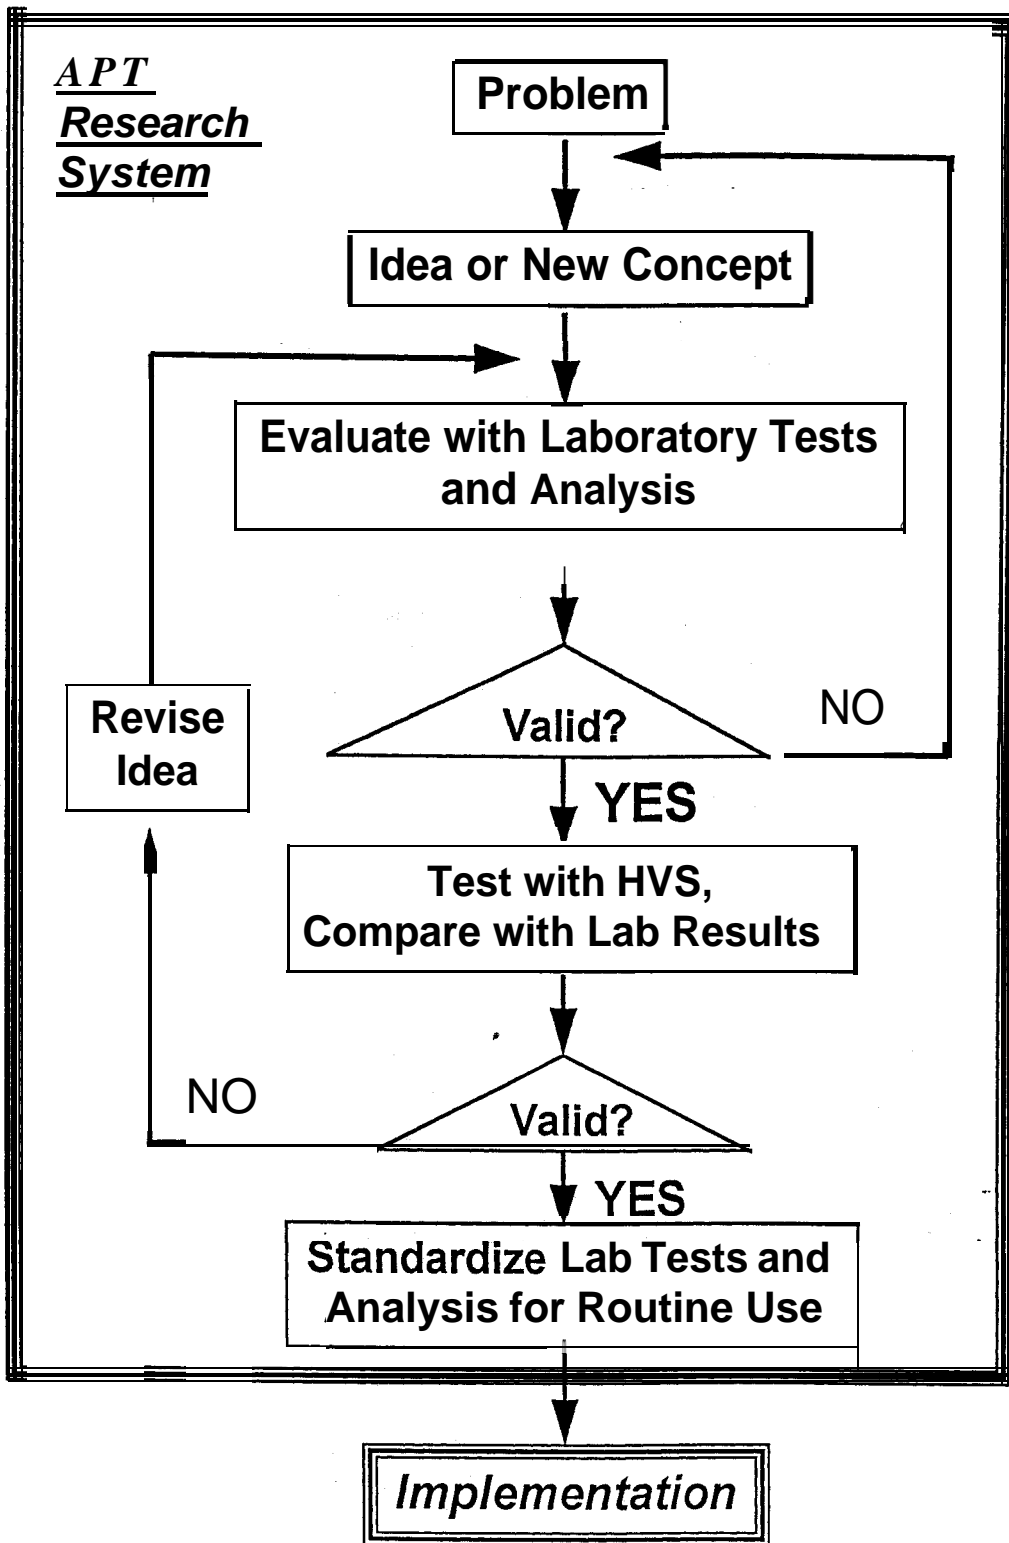 APT
Research
System
Problem
Idea or New Concept
Evaluate with Laboratory Tests
and Analysis
Revise
Idea
Valid?
NO
YES
Test with HVS,
Compare with Lab Results
NO
Valid?
YES
Standardize Lab Tests and
Analysis for Routine Use
Implementation